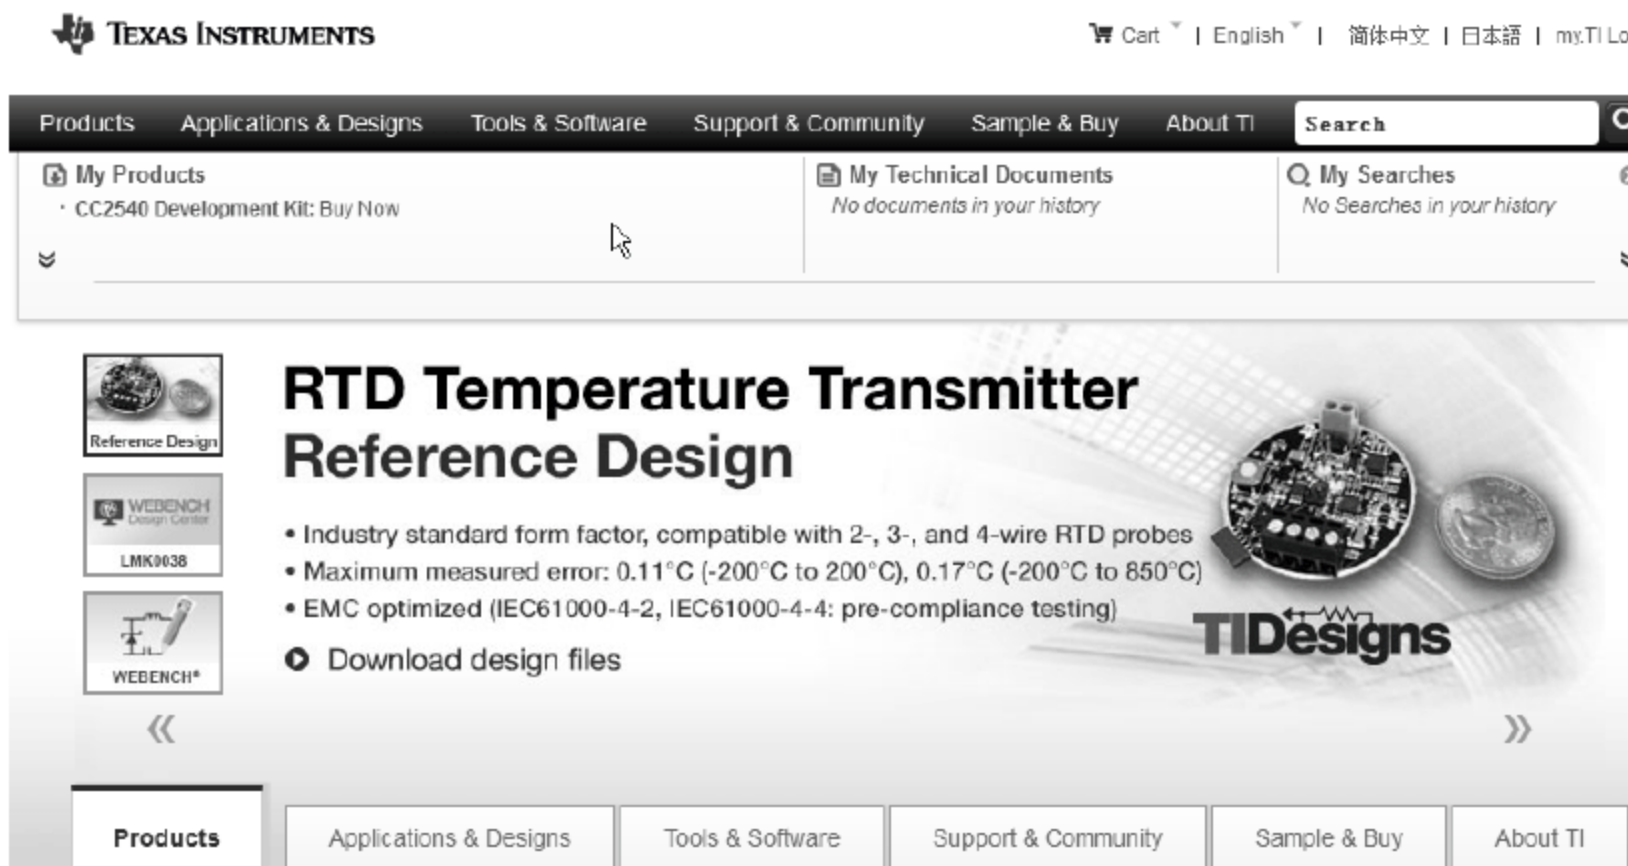 TEXAS INSTRUMENTS
Cart | English | 简体中文 | 日本語 | my.TI Lo
Products Applications & Designs Tools & Software Support & Community Sample & Buy About TI Search
My Products My Technical Documents My Searches
· CC2540 Development Kit: Buy Now No documents in your history No Searches in your history
RTD Temperature Transmitter
Reference Design
Reference Design
WEBENCH
Design Center
LMK0038
WEBENCH®
• Industry standard form factor, compatible with 2-, 3-, and 4-wire RTD probes
• Maximum measured error: 0.11°C (-200°C to 200°C), 0.17°C (-200°C to 850°C)
• EMC optimized (IEC61000-4-2, IEC61000-4-4: pre-compliance testing)
Download design files
TIDesigns
Products Applications & Designs Tools & Software Support & Community Sample & Buy About TI